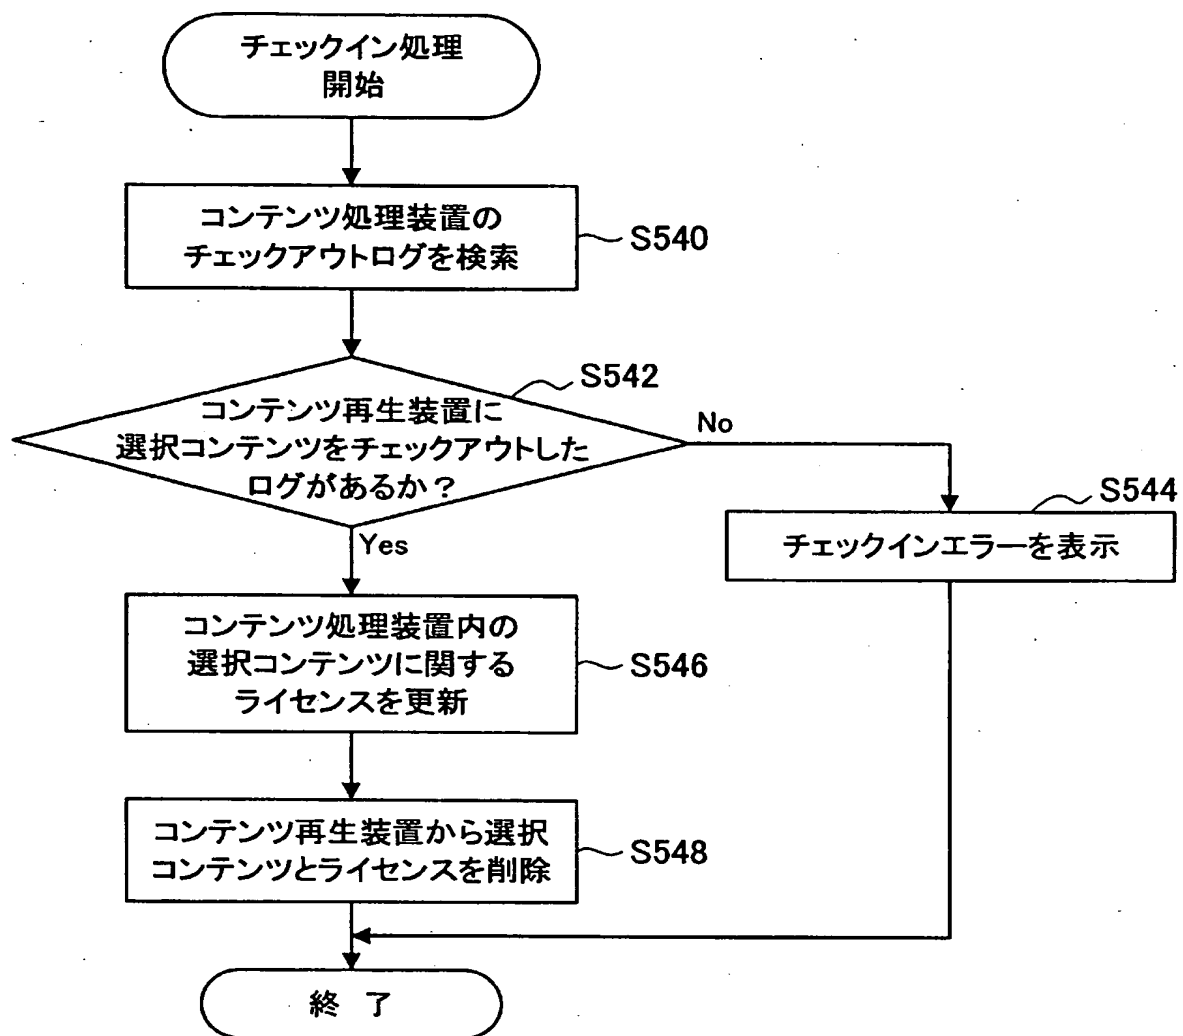 チェックイン処理
開始
コンテンツ処理装置の
チェックアウトログを検索
S540
S542
コンテンツ再生装置に
選択コンテンツをチェックアウトした
ログがあるか？
No
Yes
S544
チェックインエラーを表示
コンテンツ処理装置内の
選択コンテンツに関する
ライセンスを更新
S546
コンテンツ再生装置から選択
コンテンツとライセンスを削除
S548
終 了